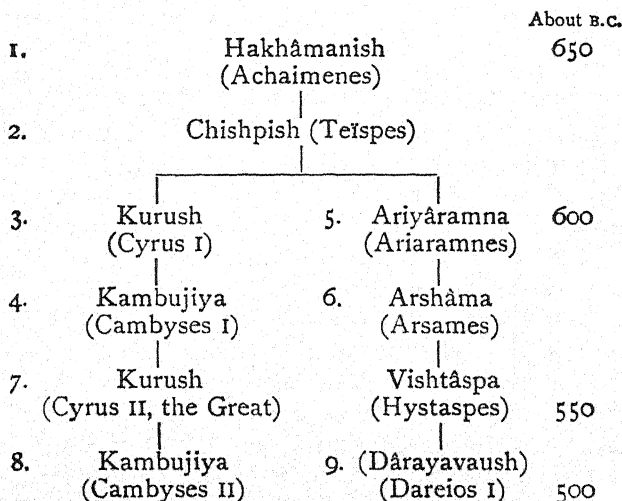 About B.C.
1. Hakhâmanish 650
(Achaimenes)
2. Chishpish (Teïspes)
3. Kurush 5. Ariyâramna 600
(Cyrus I) (Ariaramnes)
4. Kambujiya 6. Arshàma
(Cambyses I) (Arsames)
7. Kurush Vishtâspa
(Cyrus II, the Great) (Hystaspes) 550
8. Kambujiya 9. (Dârayavaush)
(Cambyses II) (Dareios I) 500